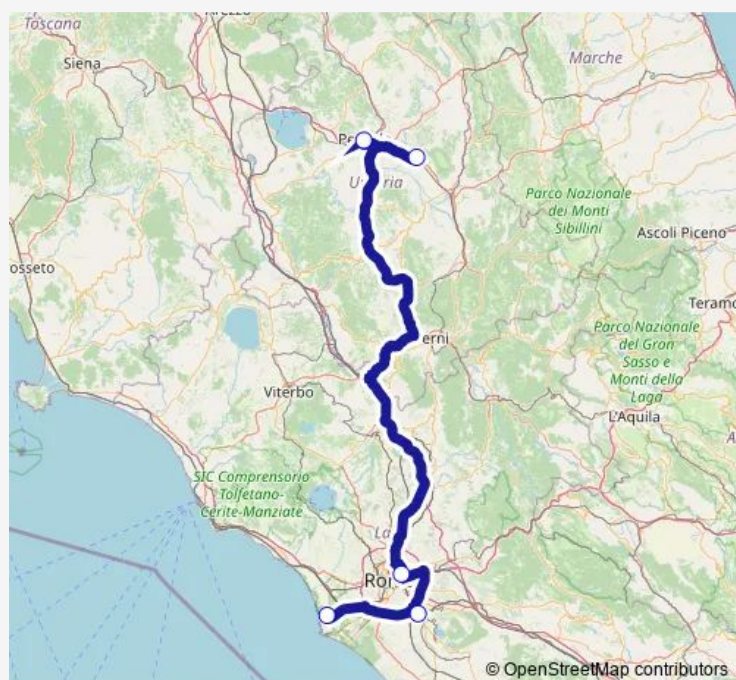 Toscana
Siena
Marche
Parco Nazionale
dei Monti
Sibillini
Ascoli Piceno
osseto
Teramo
erni
Parco Nazionale
del Gran
Sasso e
Monti della
Laga
Viterbo
L'Aquila
SIC Comprensorio
Tolfetano-
Cerite-Manziate
© OpenStreetMap contributors